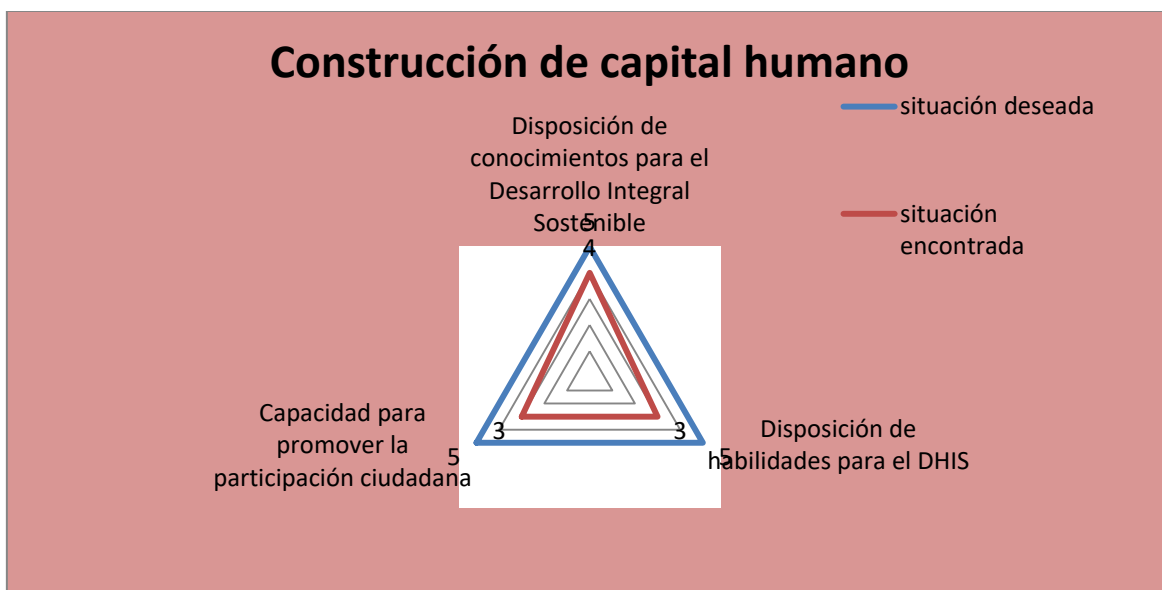 Construcción de capital humano
situación deseada
situación
encontrada
Disposición de
conocimientos para el
Desarrollo Integral
Sostenible
5
4
Capacidad para
promover la
participación ciudadana
5
3
3
5
Disposición de
habilidades para el DHIS